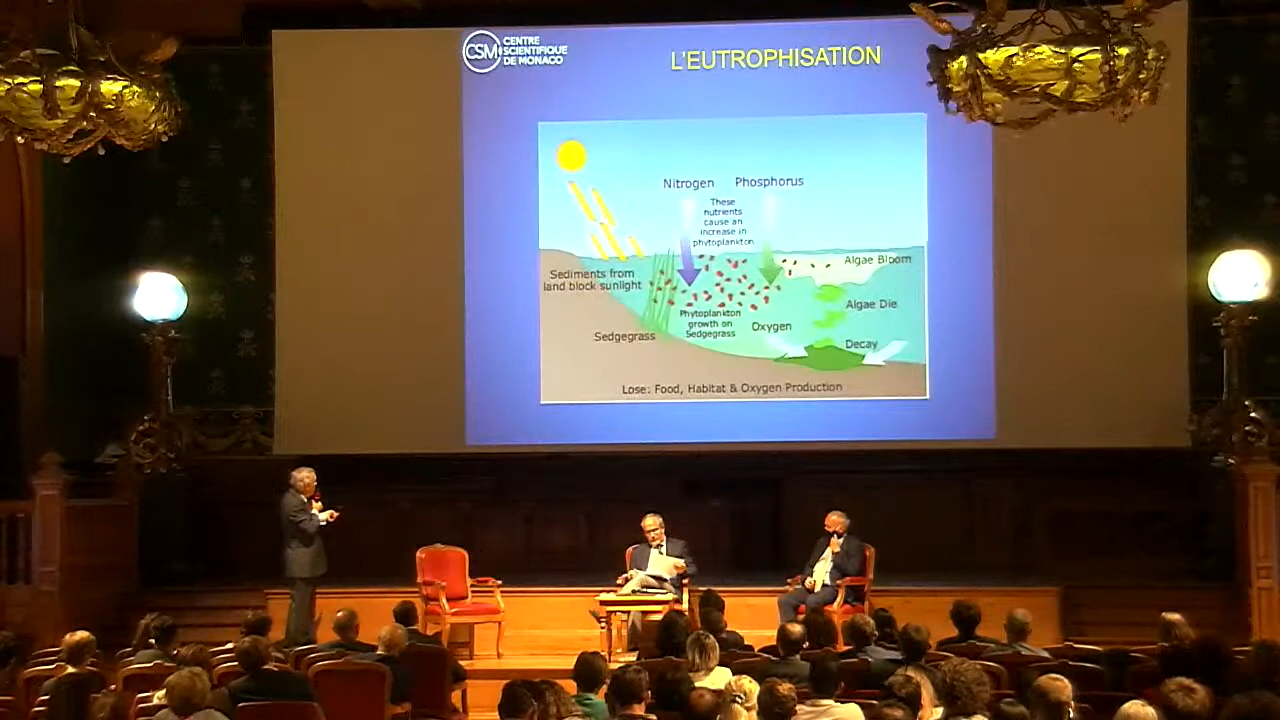 CSM
CENTRE
SCIENTIFIQUE
DE MONACO
L'EUTROPHISATION
Nitrogen
Phosphorus
These
nutrients
cause an
increase in
phytoplankton
Sediments from
land block sunlight
Algae Bloom
Algae Die
Phytoplankton
growth on
Sedgegrass
Oxygen
Sedgegrass
Decay
Lose: Food, Habitat & Oxygen Production